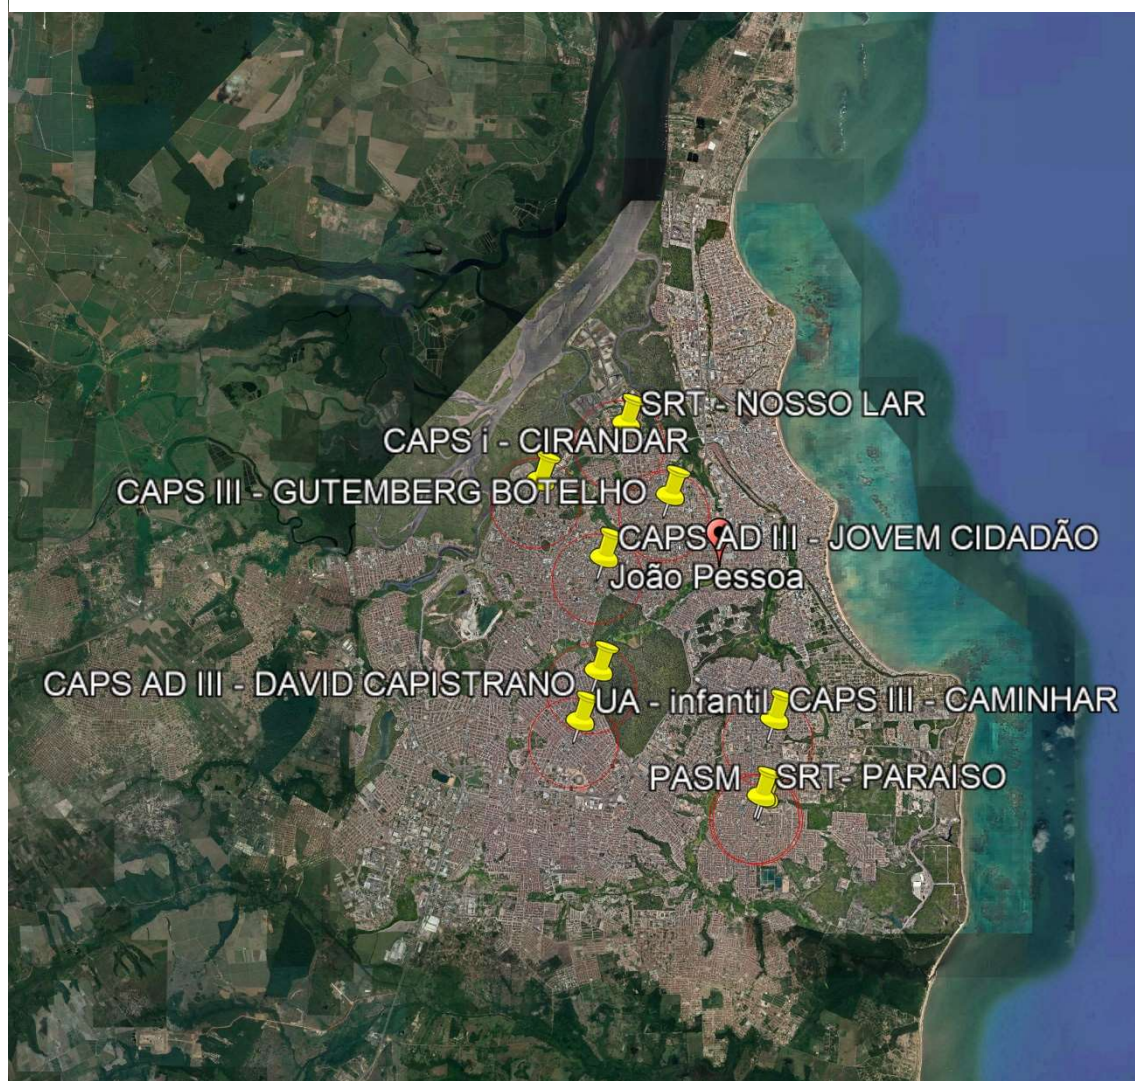 SRT - NOSSO LAR
CAPS i - CIRANDAR
CAPS III - GUTEMBERG BOTELHO
CAPS AD III - JOVEM CIDADÃO
João Pessoa
CAPS AD III - DAVID CAPISTRANO
UA - infantil
CAPS III - CAMINHAR
PASM
SRT- PARAISO